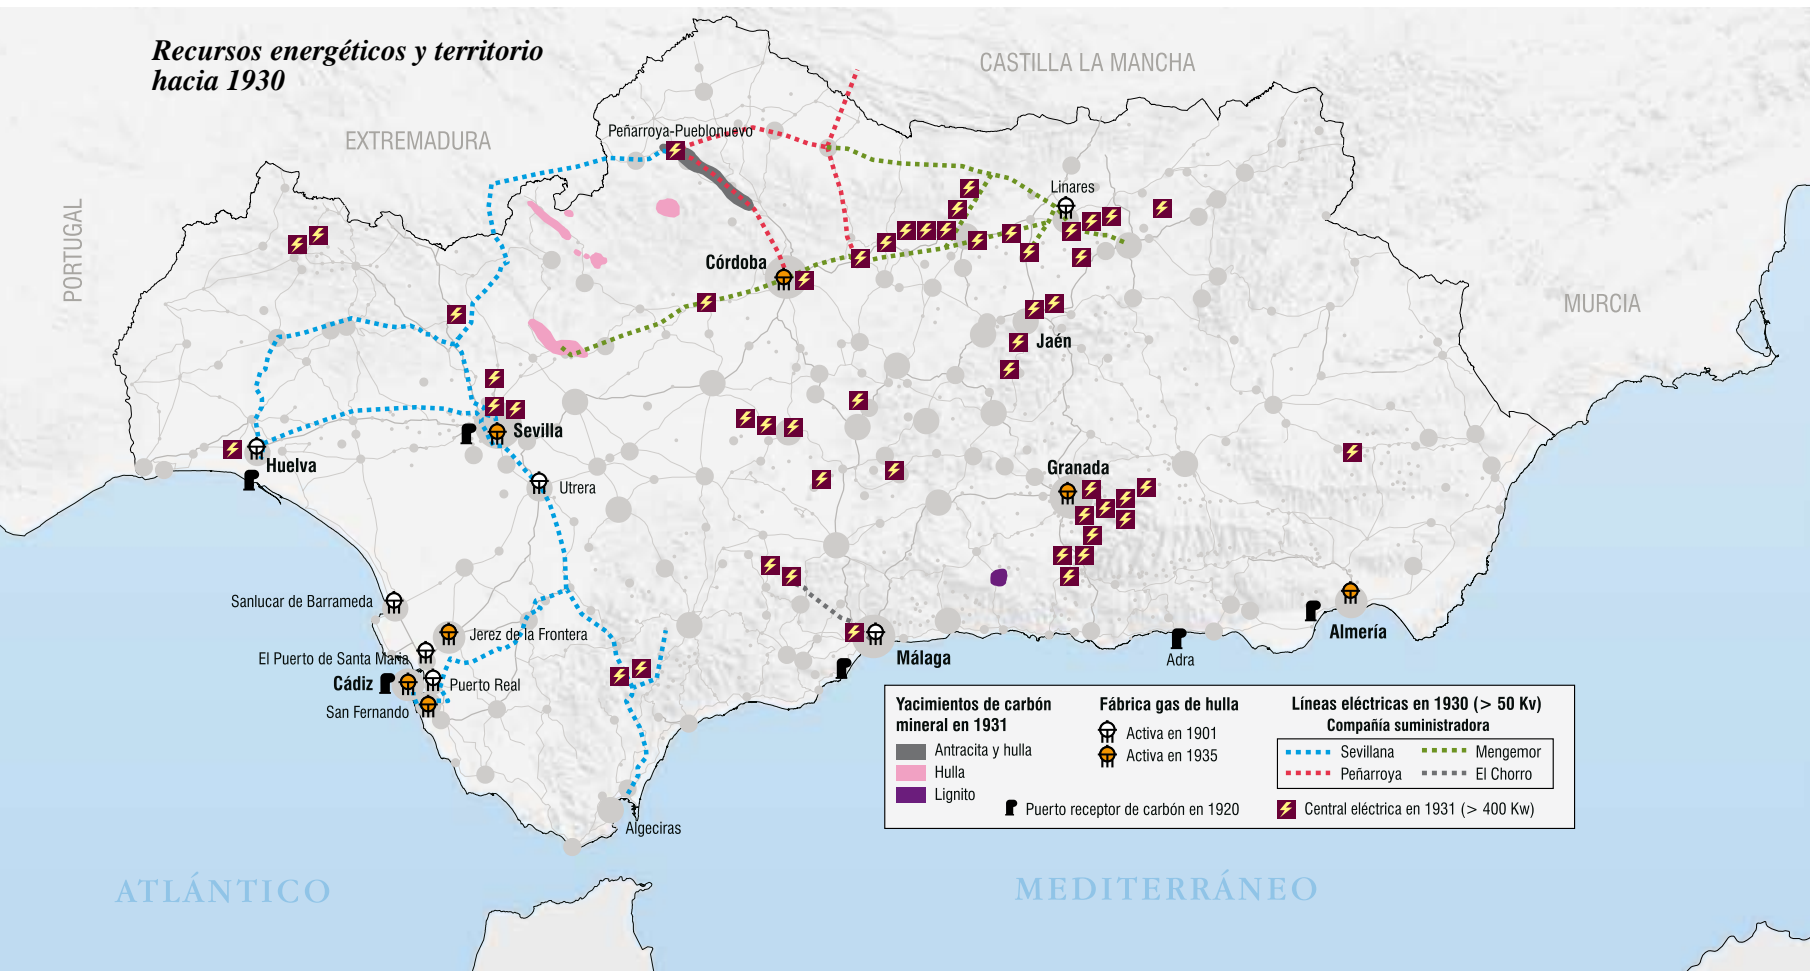 Recursos energéticos y territorio
hacia 1930
CASTILLA LA MANCHA
EXTREMADURA
PORTUGAL
MURCIA
Peñarroya-Pueblonuevo
Linares
Córdoba
Jaén
Sevilla
Huelva
Utrera
Granada
Sanlucar de Barrameda
Jerez de la Frontera
El Puerto de Santa Maria
Cádiz
Puerto Real
San Fernando
Málaga
Adra
Almería
Algeciras
ATLÁNTICO
MEDITERRÁNEO
Yacimientos de carbón
mineral en 1931
Antracita y hulla
Hulla
Lignito
Fábrica gas de hulla
Activa en 1901
Activa en 1935
Puerto receptor de carbón en 1920
Líneas eléctricas en 1930 (> 50 Kv)
Compañía suministradora
Sevillana
Mengemor
Peñarroya
El Chorro
Central eléctrica en 1931 (> 400 Kw)